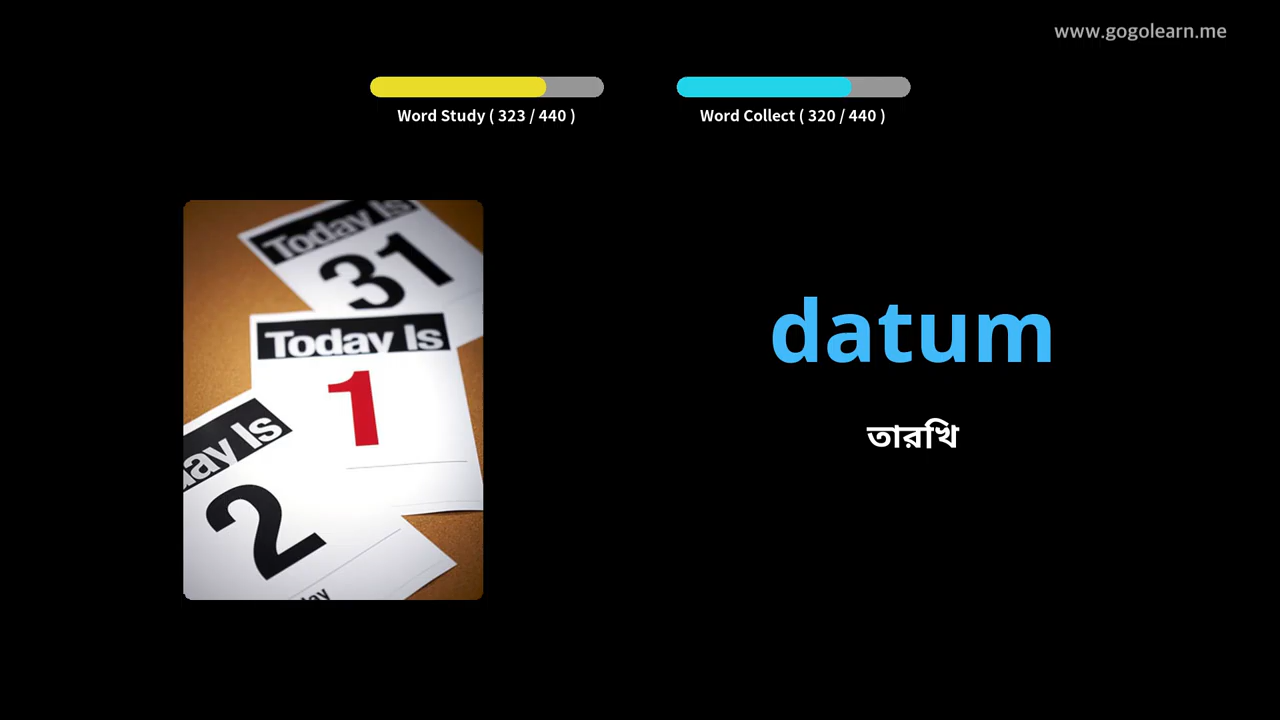 www.gogolearn.me
Word Study ( 323 / 440 )
Word Collect ( 320 / 440 )
Today Is
31
Today Is
1
ay Is
2
datum
তারখি